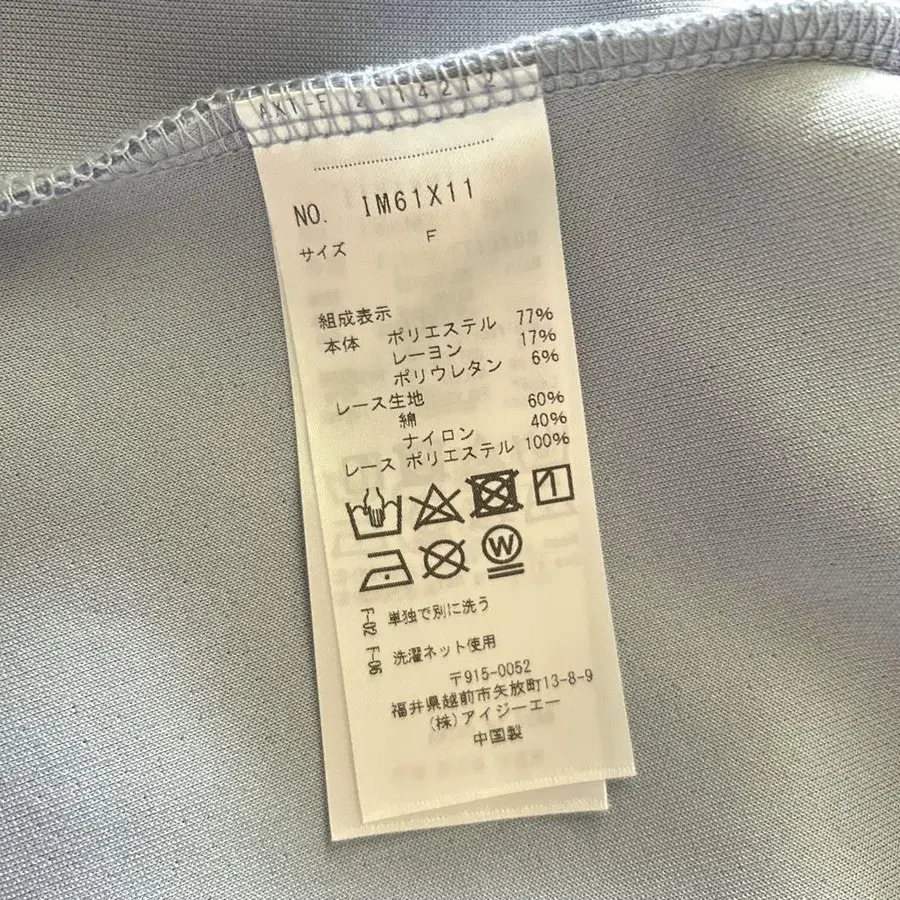 AX1-F 2114212
NO. IM61X11
サイズ F
組成表示
本体 ポリエステル 77%
レーヨン 17%
ポリウレタン 6%
レース生地
綿 60%
ナイロン 40%
レース ポリエステル 100%
W
F-02 単独で別に洗う
F-06 洗濯ネット使用
〒915-0052
福井県越前市矢放町13-8-9
(株)アイジーエー
中国製